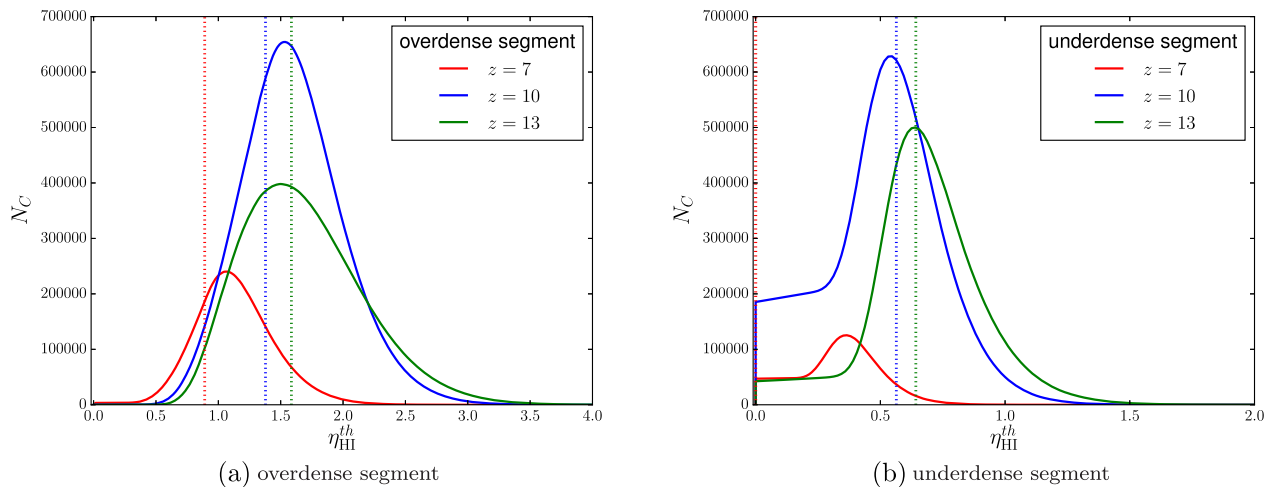 700000
600000
500000
400000
300000
200000
100000
0
N_C
0.0 0.5 1.0 1.5 2.0 2.5 3.0 3.5 4.0
η_HI^th
overdense segment
z = 7
z = 10
z = 13
(a) overdense segment
700000
600000
500000
400000
300000
200000
100000
0
N_C
0.0 0.5 1.0 1.5 2.0
η_HI^th
underdense segment
z = 7
z = 10
z = 13
(b) underdense segment